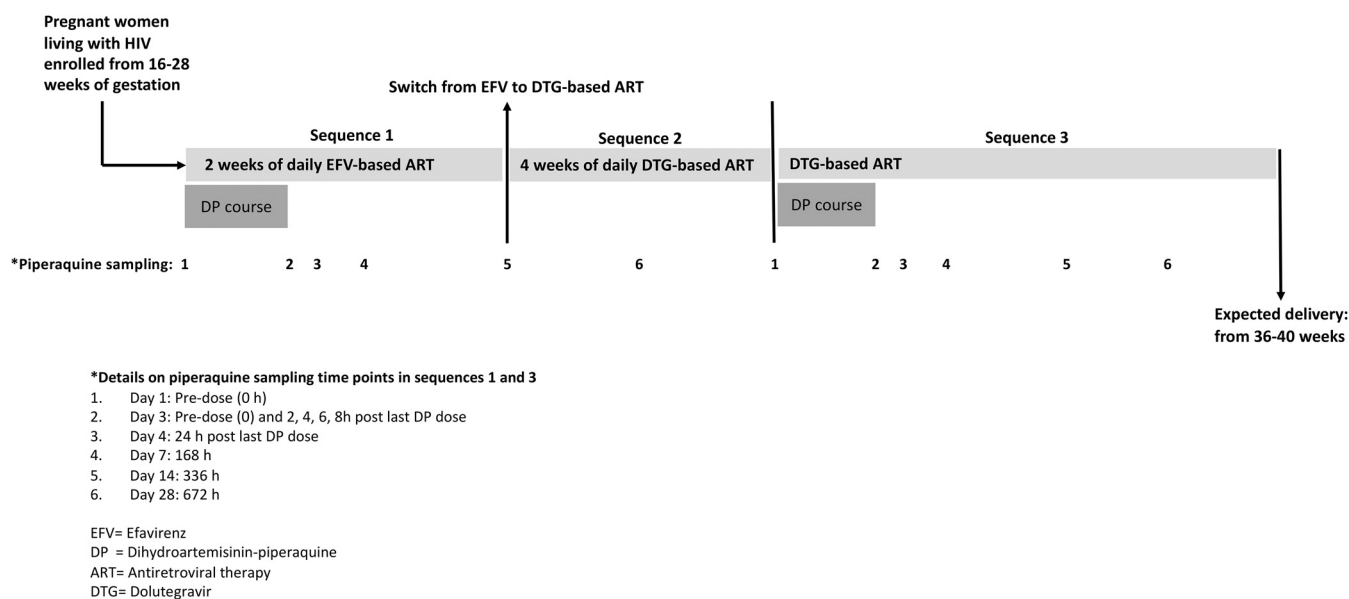 Pregnant women
living with HIV
enrolled from 16-28
weeks of gestation
Switch from EFV to DTG-based ART
Sequence 1
Sequence 2
Sequence 3
2 weeks of daily EFV-based ART
4 weeks of daily DTG-based ART
DTG-based ART
DP course
DP course
*Piperaquine sampling: 1 2 3 4 5 6 1 2 3 4 5 6
Expected delivery:
from 36-40 weeks
*Details on piperaquine sampling time points in sequences 1 and 3
1. Day 1: Pre-dose (0 h)
2. Day 3: Pre-dose (0) and 2, 4, 6, 8h post last DP dose
3. Day 4: 24 h post last DP dose
4. Day 7: 168 h
5. Day 14: 336 h
6. Day 28: 672 h
EFV= Efavirenz
DP = Dihydroartemisinin-piperaquine
ART= Antiretroviral therapy
DTG= Dolutegravir